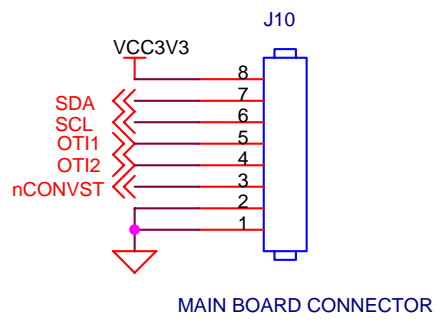 J10
VCC3V3
8
SDA
7
SCL
6
OTI1
5
OTI2
4
nCONVST
3
2
1
MAIN BOARD CONNECTOR